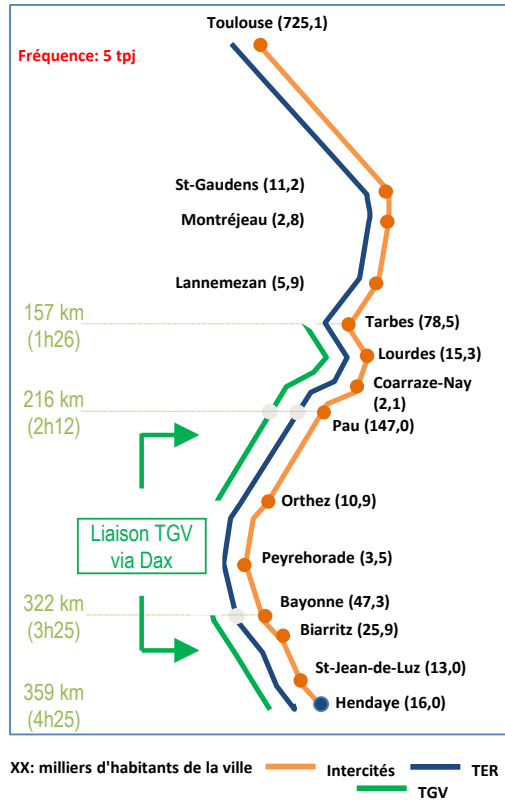 Toulouse (725,1)
Fréquence: 5 tpj
St-Gaudens (11,2)
Montréjeau (2,8)
Lannemezan (5,9)
157 km
(1h26)
Tarbes (78,5)
Lourdes (15,3)
Coarraze-Nay
(2,1)
216 km
(2h12)
Pau (147,0)
Orthez (10,9)
Liaison TGV
via Dax
Peyrehorade (3,5)
322 km
(3h25)
Bayonne (47,3)
Biarritz (25,9)
St-Jean-de-Luz (13,0)
359 km
(4h25)
Hendaye (16,0)
XX: milliers d'habitants de la ville
Intercités
TER
TGV